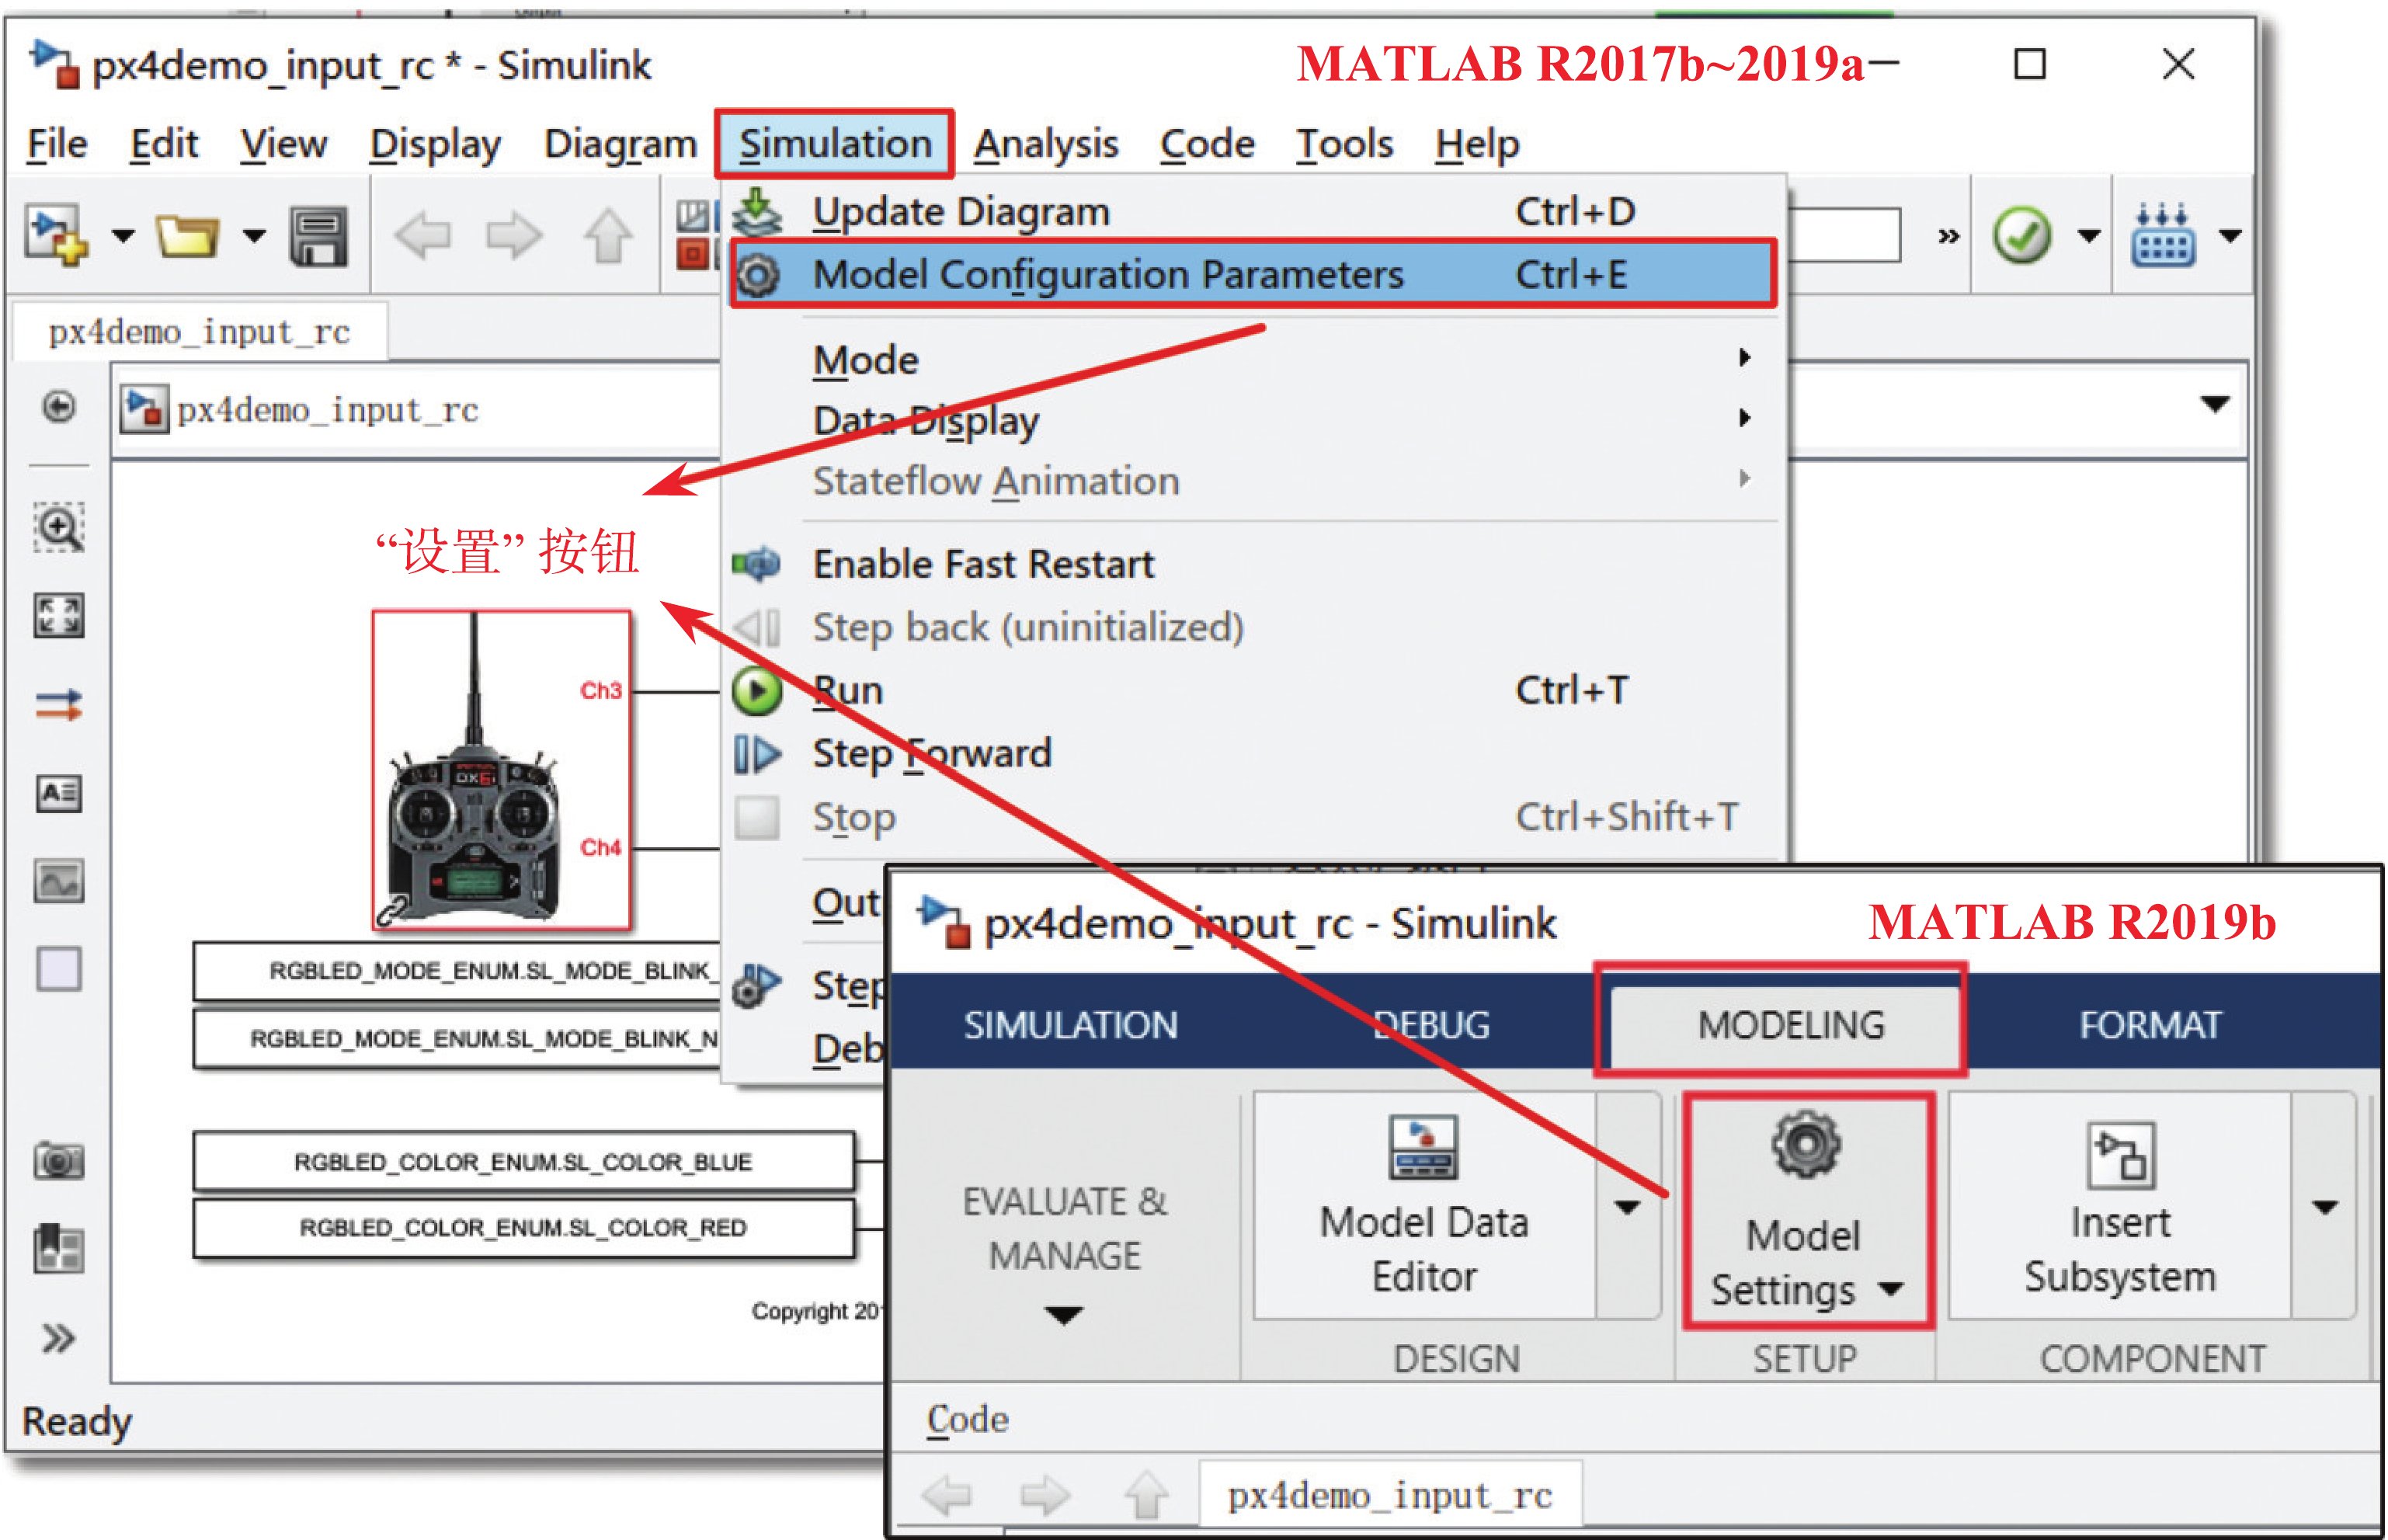 px4demo_input_rc * - Simulink
MATLAB R2017b~2019a
File Edit View Display Diagram Simulation Analysis Code Tools Help
Update Diagram Ctrl+D
Model Configuration Parameters Ctrl+E
px4demo_input_rc
Mode
px4demo_input_rc
Data Display
Stateflow Animation
“设置” 按钮
Enable Fast Restart
Step back (uninitialized)
Ch3
Run Ctrl+T
Step Forward
DX6i
Stop Ctrl+Shift+T
Ch4
Out
RGBLED_MODE_ENUM.SL_MODE_BLINK_
Step
RGBLED_MODE_ENUM.SL_MODE_BLINK_N
Deb
RGBLED_COLOR_ENUM.SL_COLOR_BLUE
RGBLED_COLOR_ENUM.SL_COLOR_RED
Copyright 201
Ready
px4demo_input_rc - Simulink
MATLAB R2019b
SIMULATION DEBUG MODELING FORMAT
EVALUATE &
MANAGE
Model Data
Editor
Model
Settings
Insert
Subsystem
DESIGN SETUP COMPONENT
Code
px4demo_input_rc